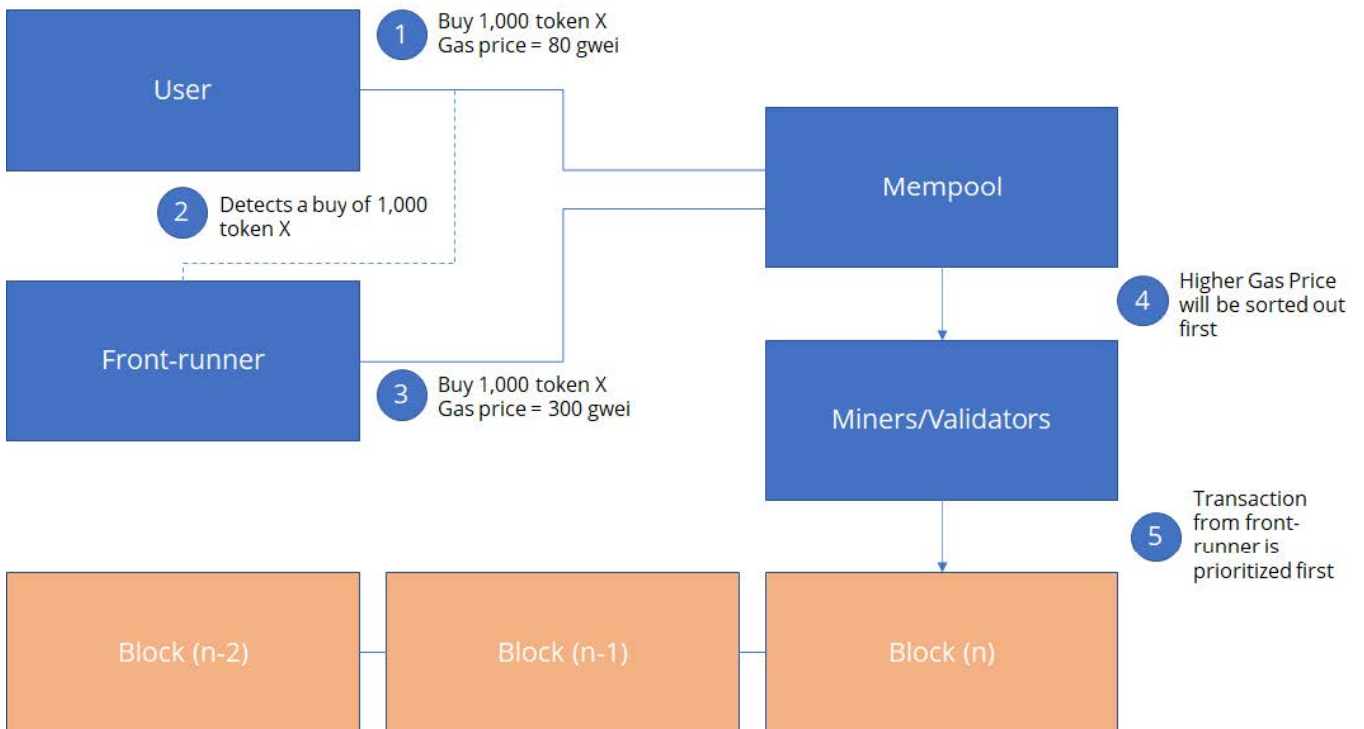 1
Buy 1,000 token X
Gas price = 80 gwei
User
Mempool
2
Detects a buy of 1,000
token X
Front-runner
3
Buy 1,000 token X
Gas price = 300 gwei
4
Higher Gas Price
will be sorted out
first
Miners/Validators
5
Transaction
from front-
runner is
prioritized first
Block (n-2)
Block (n-1)
Block (n)